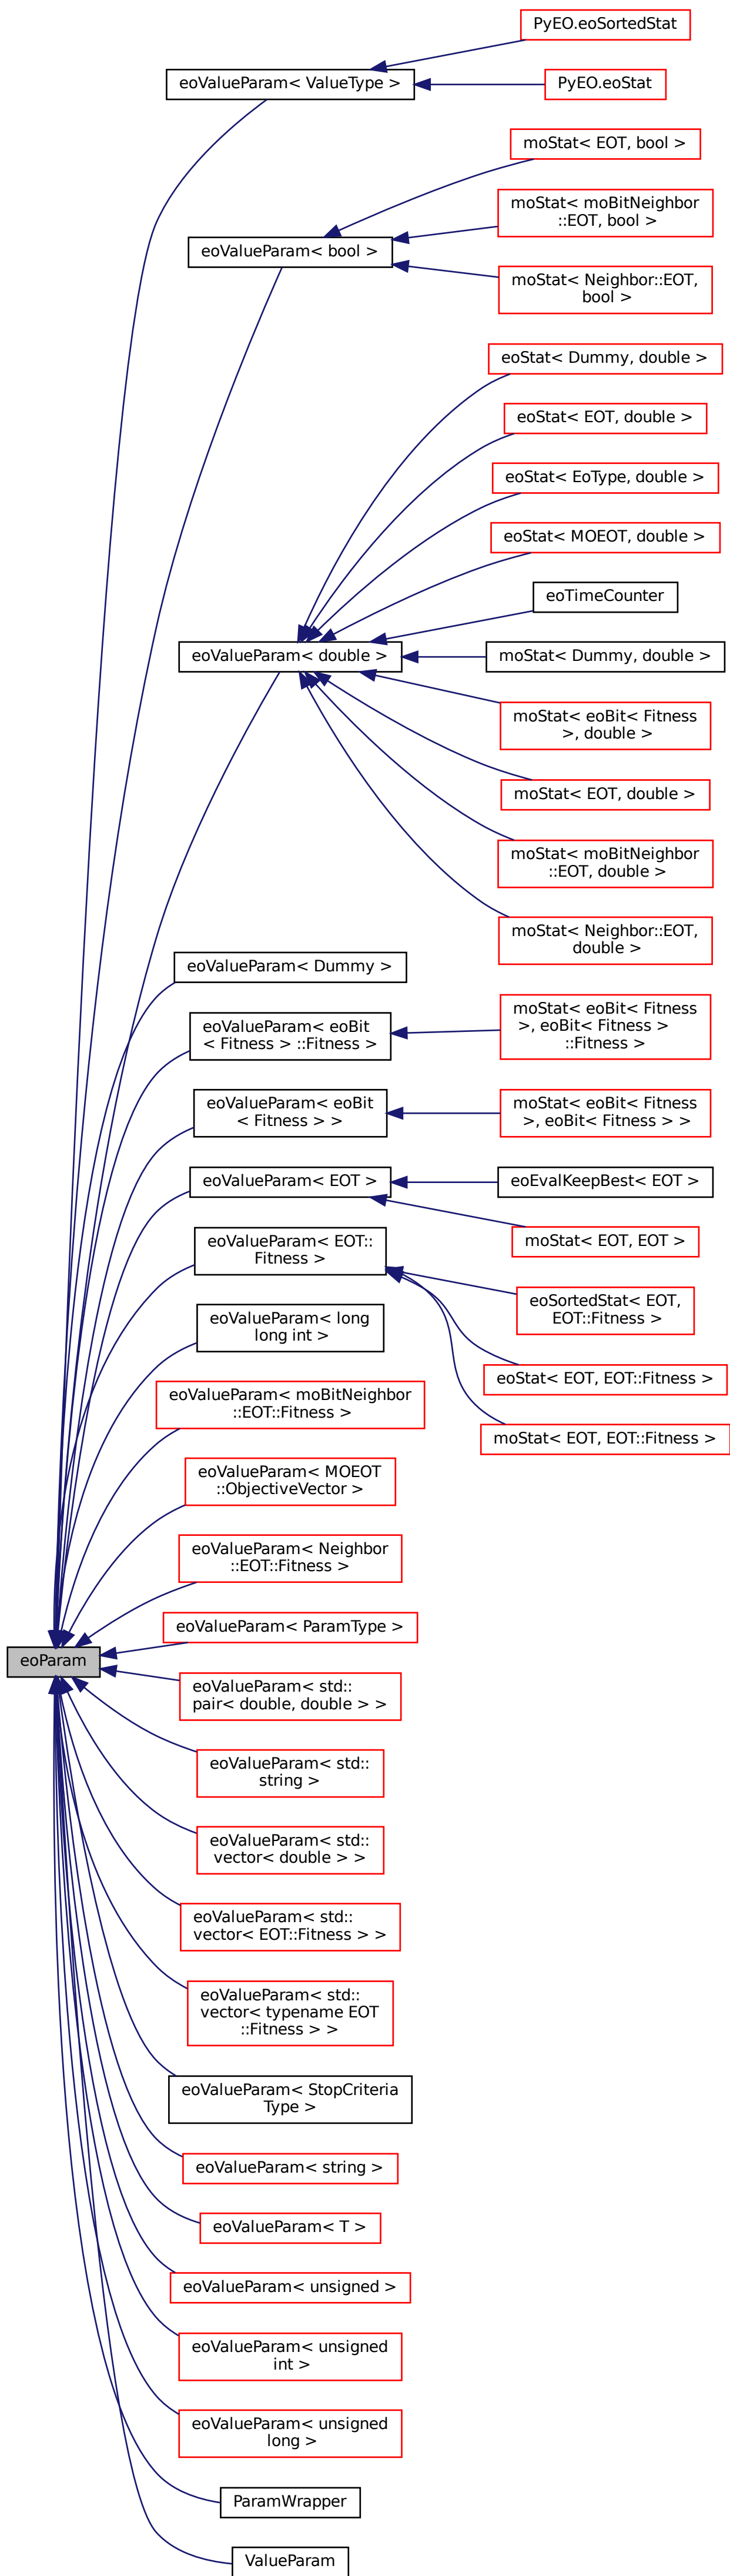 PyEO.eoSortedStat
eoValueParam< ValueType >
PyEO.eoStat
moStat< EOT, bool >
moStat< moBitNeighbor
::EOT, bool >
eoValueParam< bool >
moStat< Neighbor::EOT,
bool >
eoStat< Dummy, double >
eoStat< EOT, double >
eoStat< EoType, double >
eoStat< MOEOT, double >
eoTimeCounter
eoValueParam< double >
moStat< Dummy, double >
moStat< eoBit< Fitness
>, double >
moStat< EOT, double >
moStat< moBitNeighbor
::EOT, double >
moStat< Neighbor::EOT,
double >
eoValueParam< Dummy >
eoValueParam< eoBit
< Fitness > ::Fitness >
moStat< eoBit< Fitness
>, eoBit< Fitness >
::Fitness >
eoValueParam< eoBit
< Fitness > >
moStat< eoBit< Fitness
>, eoBit< Fitness > >
eoValueParam< EOT >
eoEvalKeepBest< EOT >
moStat< EOT, EOT >
eoValueParam< EOT::
Fitness >
eoSortedStat< EOT,
EOT::Fitness >
eoStat< EOT, EOT::Fitness >
moStat< EOT, EOT::Fitness >
eoValueParam< long
long int >
eoValueParam< moBitNeighbor
::EOT::Fitness >
eoValueParam< MOEOT
::ObjectiveVector >
eoValueParam< Neighbor
::EOT::Fitness >
eoValueParam< ParamType >
eoParam
eoValueParam< std::
pair< double, double > >
eoValueParam< std::
string >
eoValueParam< std::
vector< double > >
eoValueParam< std::
vector< EOT::Fitness > >
eoValueParam< std::
vector< typename EOT
::Fitness > >
eoValueParam< StopCriteria
Type >
eoValueParam< string >
eoValueParam< T >
eoValueParam< unsigned >
eoValueParam< unsigned
int >
eoValueParam< unsigned
long >
ParamWrapper
ValueParam